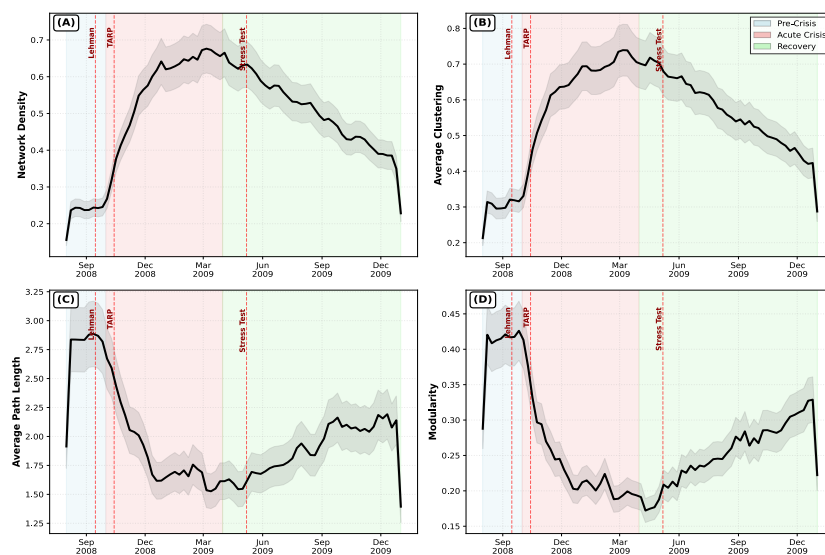 (A)
Lehman
TARP
Stress Test
Network Density
0.7
0.6
0.5
0.4
0.3
0.2
Sep
2008
Dec
2008
Mar
2009
Jun
2009
Sep
2009
Dec
2009
(B)
Lehman
TARP
Stress Test
Pre-Crisis
Acute Crisis
Recovery
Average Clustering
0.8
0.7
0.6
0.5
0.4
0.3
0.2
Sep
2008
Dec
2008
Mar
2009
Jun
2009
Sep
2009
Dec
2009
(C)
Lehman
TARP
Stress Test
Average Path Length
3.25
3.00
2.75
2.50
2.25
2.00
1.75
1.50
1.25
Sep
2008
Dec
2008
Mar
2009
Jun
2009
Sep
2009
Dec
2009
(D)
Lehman
TARP
Stress Test
Modularity
0.45
0.40
0.35
0.30
0.25
0.20
0.15
Sep
2008
Dec
2008
Mar
2009
Jun
2009
Sep
2009
Dec
2009